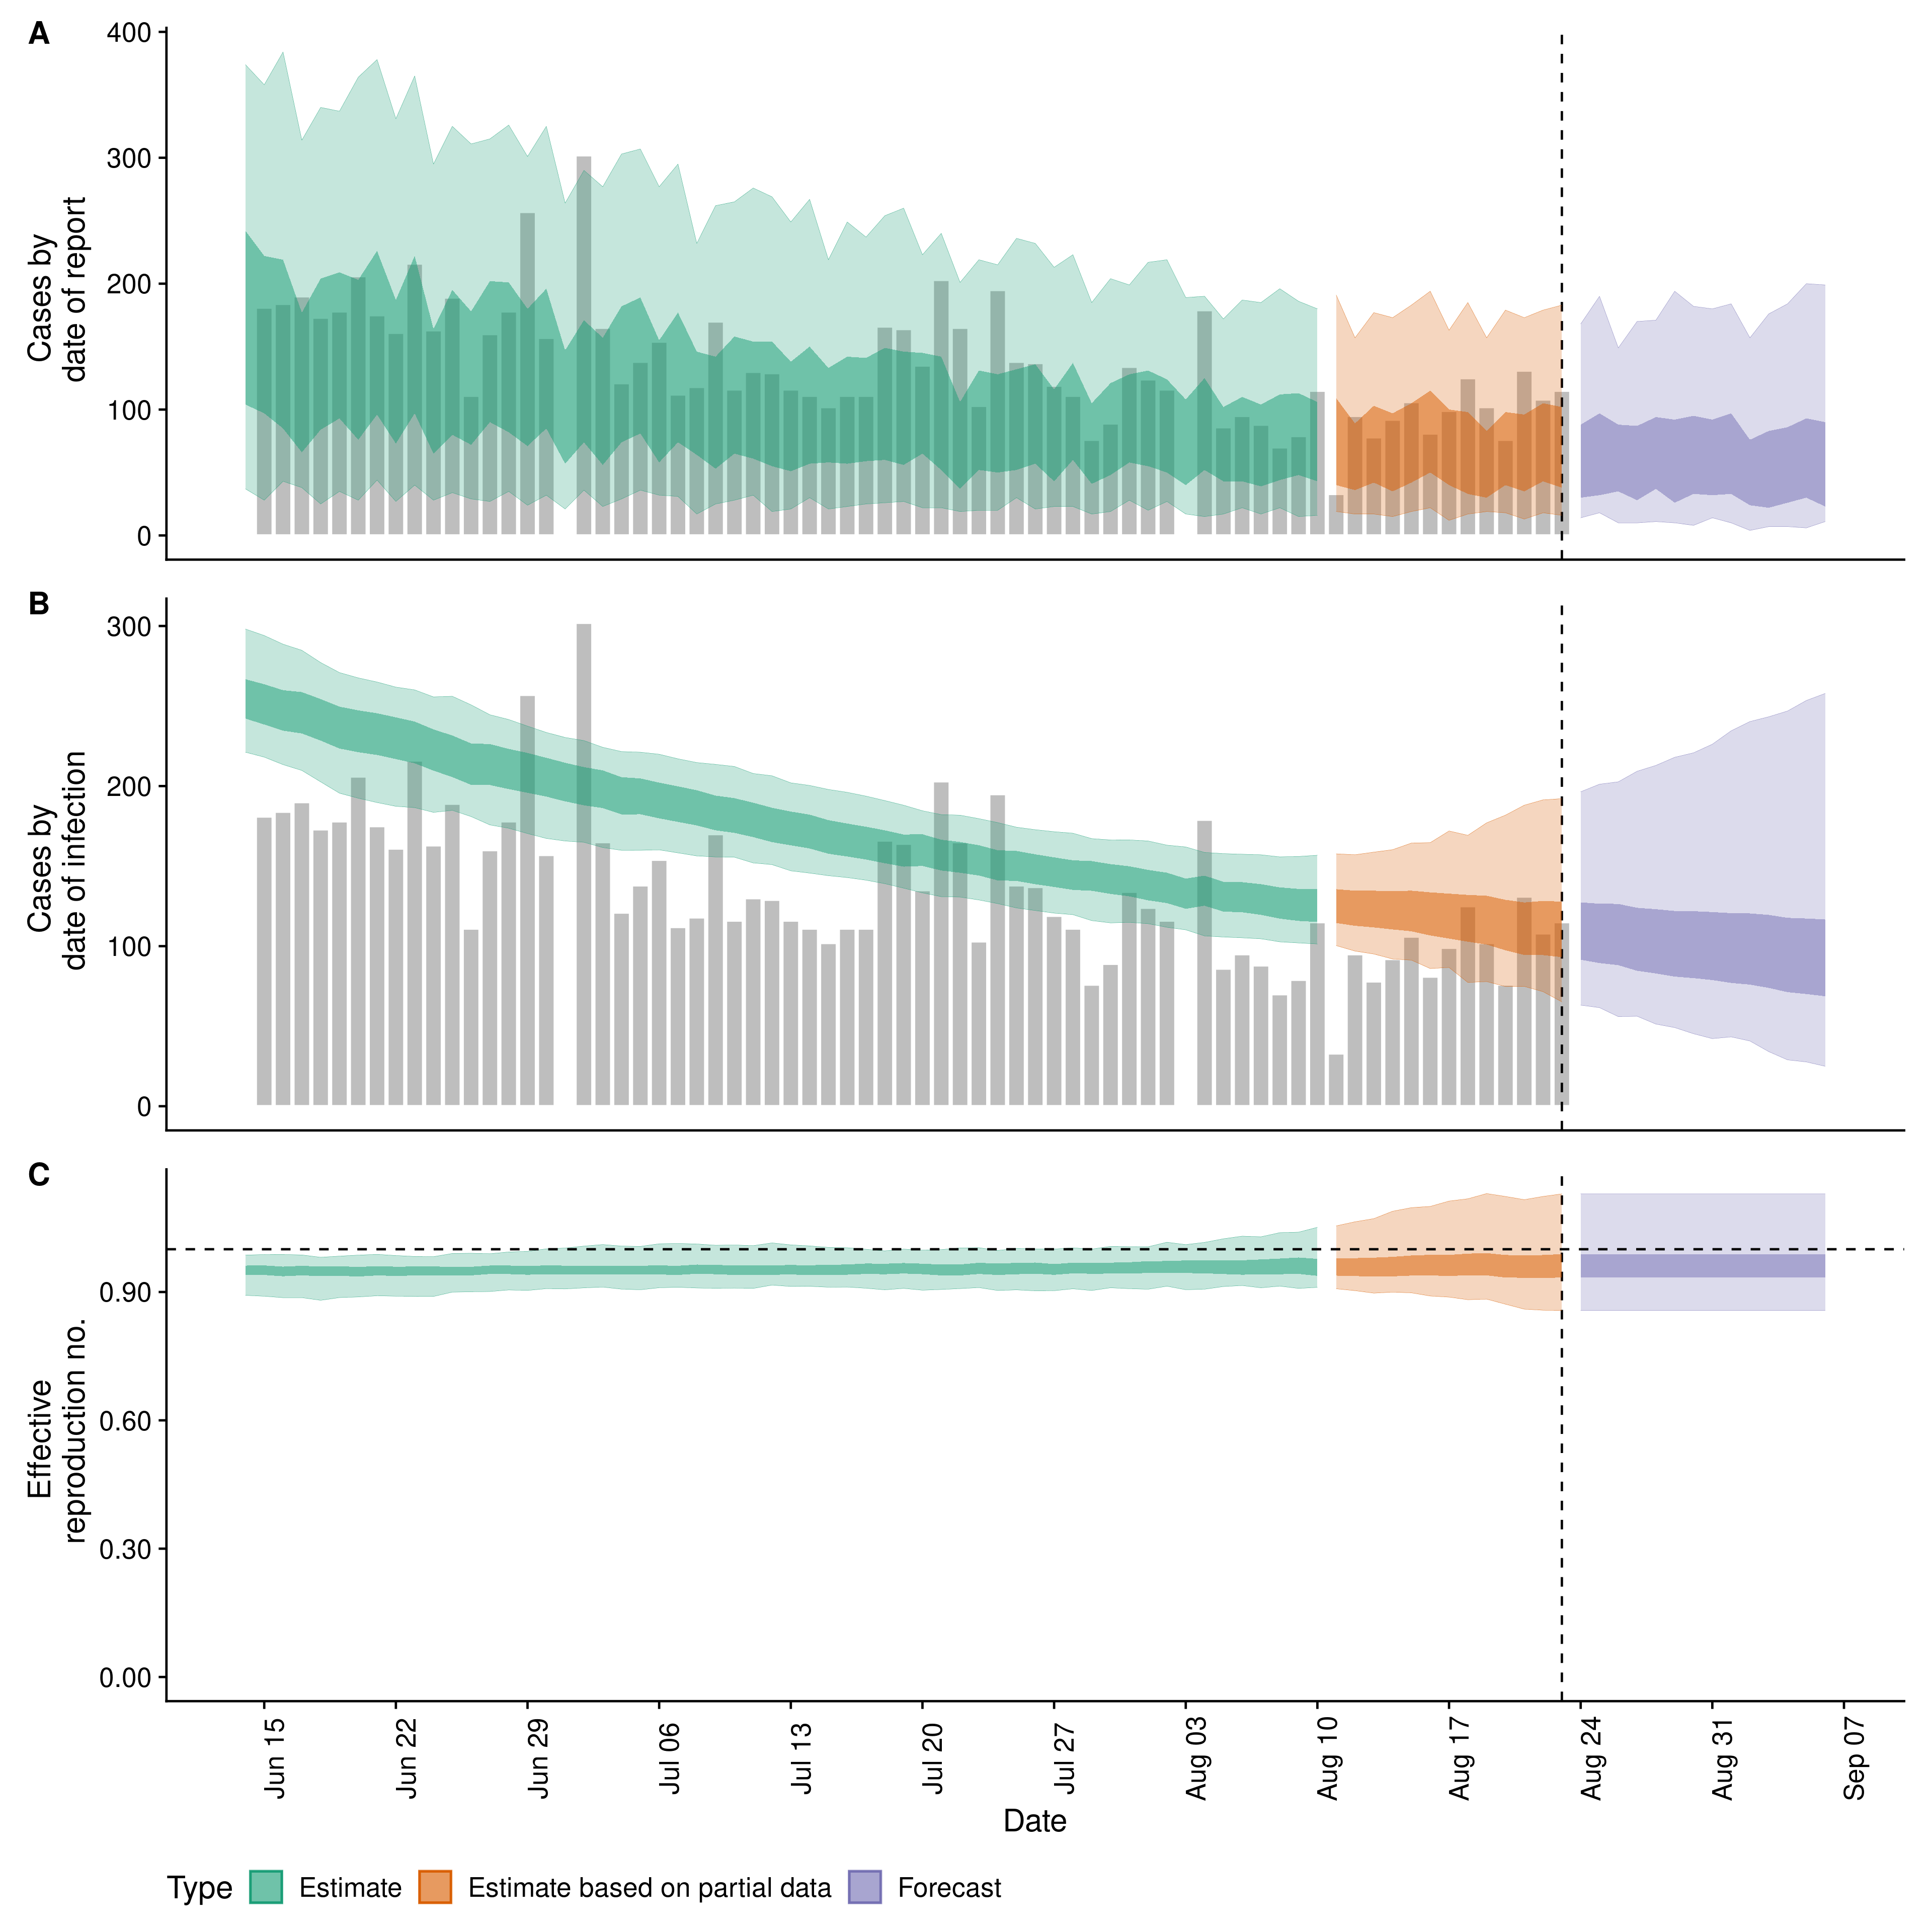 A
400
300
200
100
0
Cases by
date of report
B
300
200
100
0
Cases by
date of infection
C
0.90
0.60
0.30
0.00
Effective
reproduction no.
Jun 15
Jun 22
Jun 29
Jul 06
Jul 13
Jul 20
Jul 27
Aug 03
Aug 10
Aug 17
Aug 24
Aug 31
Sep 07
Date
Type Estimate Estimate based on partial data Forecast